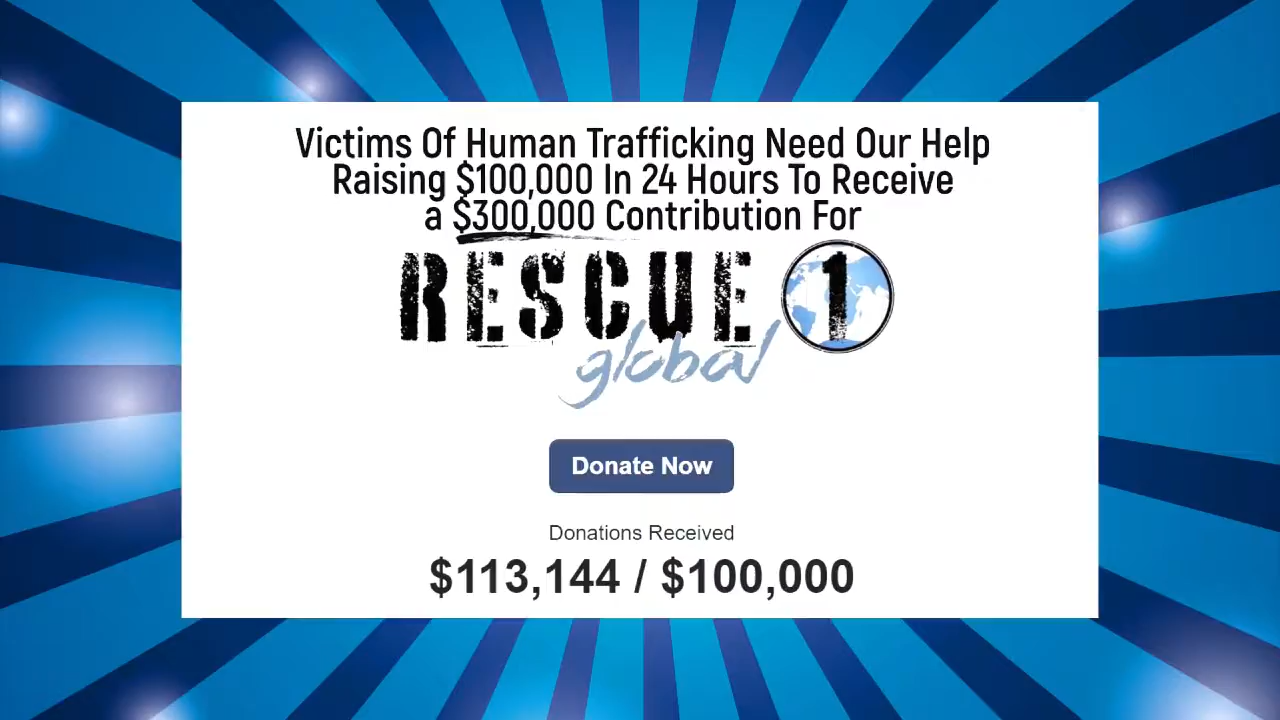 Victims Of Human Trafficking Need Our Help
Raising $100,000 In 24 Hours To Receive
a $300,000 Contribution For
RESCUE 1
global
Donate Now
Donations Received
$113,144 / $100,000